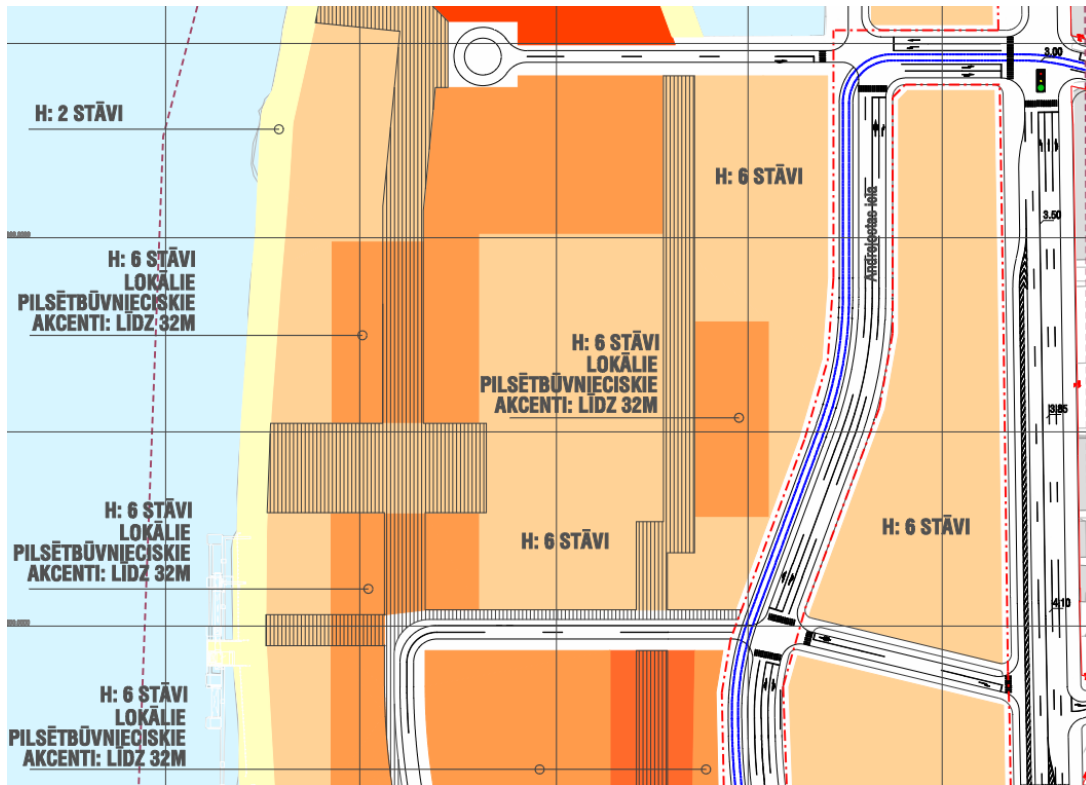 3.00
H: 2 STĀVI
H: 6 STĀVI
Andrejostas iela
3.50
H: 6 STĀVI
LOKĀLIE
PILSĒTBŪVNIECISKIE
AKCENTI: LĪDZ 32M
H: 6 STĀVI
LOKĀLIE
PILSĒTBŪVNIECISKIE
AKCENTI: LĪDZ 32M
3.85
H: 6 STĀVI
LOKĀLIE
PILSĒTBŪVNIECISKIE
AKCENTI: LĪDZ 32M
H: 6 STĀVI
H: 6 STĀVI
4.10
H: 6 STĀVI
LOKĀLIE
PILSĒTBŪVNIECISKIE
AKCENTI: LĪDZ 32M